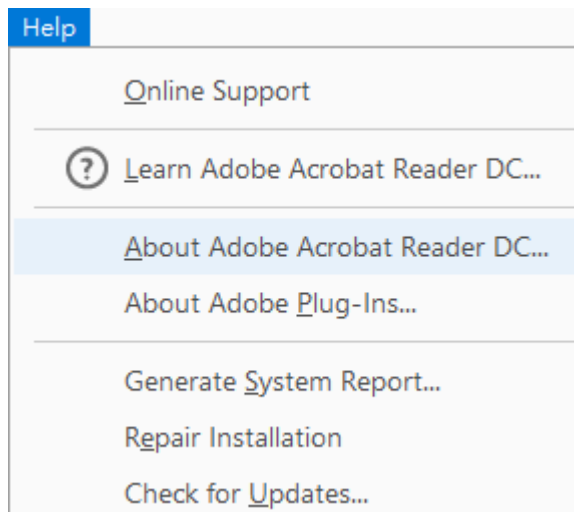 Help
Online Support
? Learn Adobe Acrobat Reader DC...
About Adobe Acrobat Reader DC...
About Adobe Plug-Ins...
Generate System Report...
Repair Installation
Check for Updates...